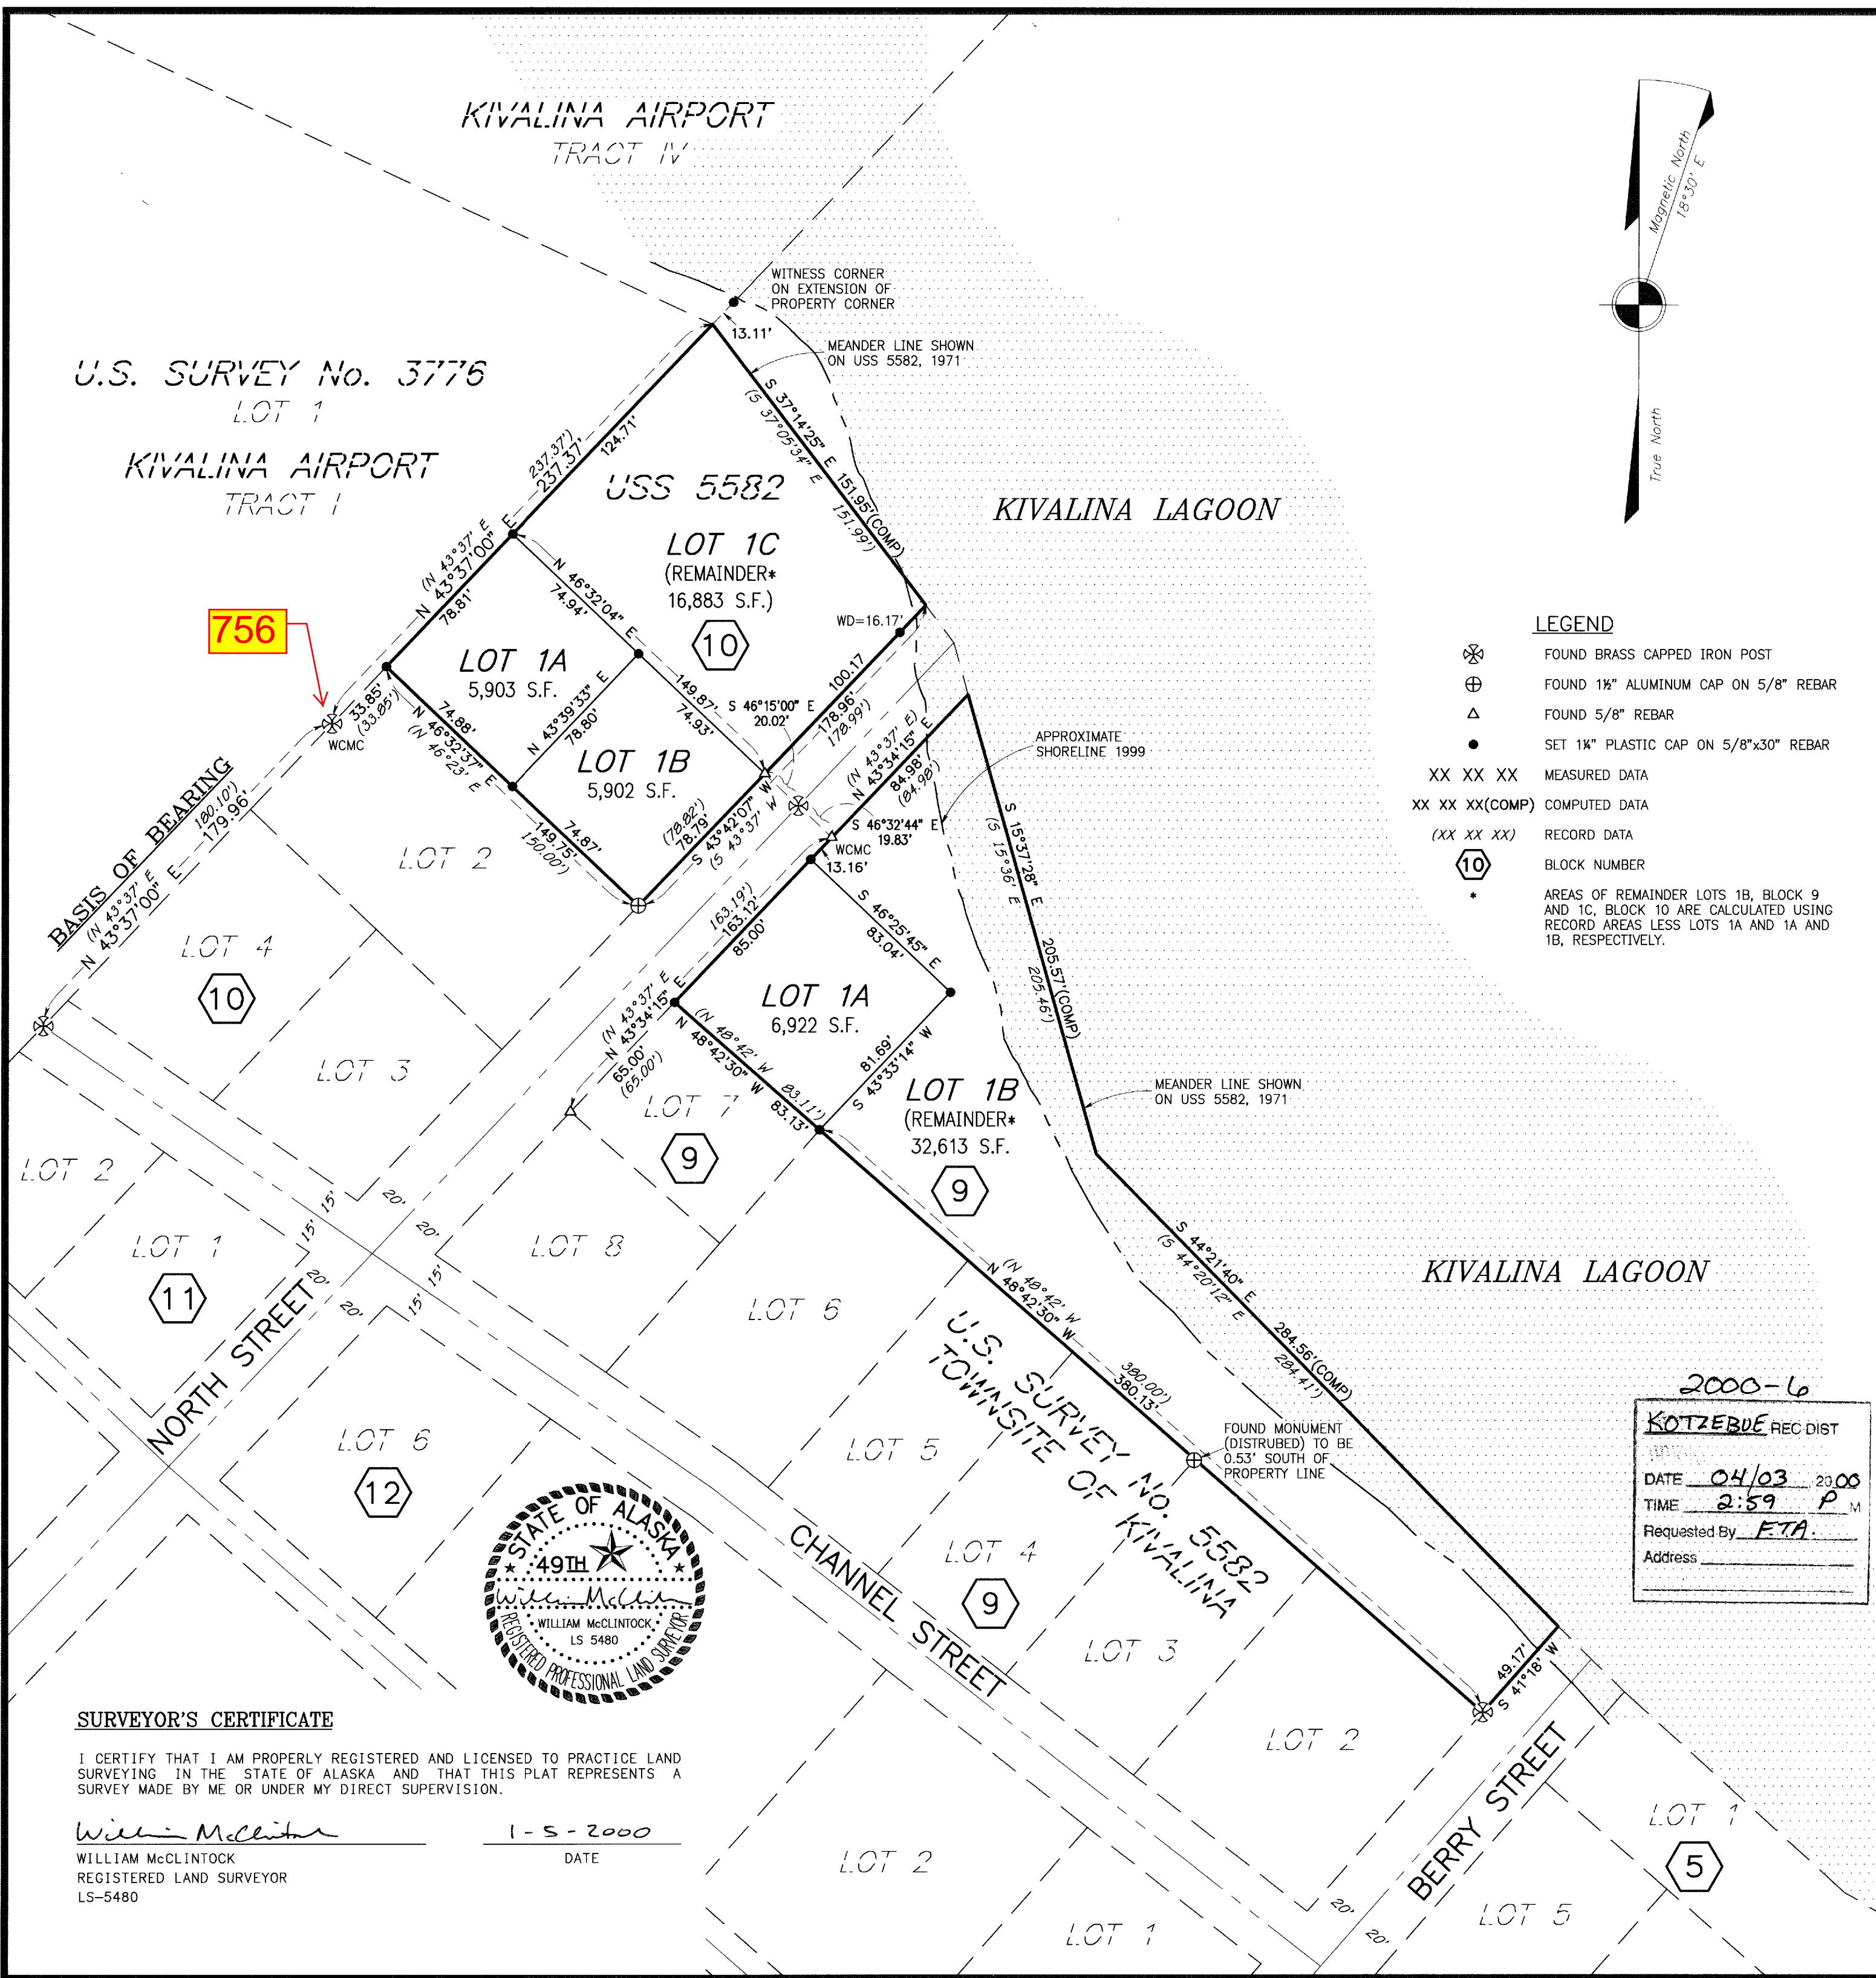 KIVALINA AIRPORT
TRACT IV
Magnetic North
18°30' E
True North
WITNESS CORNER
ON EXTENSION OF
PROPERTY CORNER
13.11'
MEANDER LINE SHOWN
ON USS 5582, 1971
U.S. SURVEY No. 3776
LOT 1
KIVALINA AIRPORT
TRACT I
S 37°14'25" E 151.95'(COMP)
(S 37°05'34" E 151.99')
(N 43°37' E 237.37')
N 43°37'00" E 237.37'
124.71'
78.81'
USS 5582
LOT 1C
(REMAINDER*
16,883 S.F.)
10
KIVALINA LAGOON
N 46°32'04" E 149.87'
74.94'
74.93'
WD=16.17'
100.17
756
LOT 1A
5,903 S.F.
33.85'
(33.85')
WCMC
N 43°39'33" E
78.80'
LOT 1B
5,902 S.F.
S 46°15'00" E
20.02'
178.96'
178.99')
(78.82')
78.79'
S 43°42'07" W
(S 43°37' W
74.88'
N 46°32'37" E 149.75'
(N 46°23' E 150.00')
74.87'
(N 43°37' E)
N 43°34'15" E
84.98'
(84.98')
APPROXIMATE
SHORELINE 1999
S 46°32'44" E
19.83'
WCMC
13.16'
LEGEND
FOUND BRASS CAPPED IRON POST
FOUND 1½" ALUMINUM CAP ON 5/8" REBAR
FOUND 5/8" REBAR
SET 1¼" PLASTIC CAP ON 5/8"x30" REBAR
XX XX XX MEASURED DATA
XX XX XX(COMP) COMPUTED DATA
(XX XX XX) RECORD DATA
10 BLOCK NUMBER
* AREAS OF REMAINDER LOTS 1B, BLOCK 9
AND 1C, BLOCK 10 ARE CALCULATED USING
RECORD AREAS LESS LOTS 1A AND 1A AND
1B, RESPECTIVELY.
BASIS OF BEARING
(N 43°37' E 180.10')
N 43°37'00" E 179.96'
LOT 2
LOT 4
10
LOT 3
(N 43°37' E 163.19')
N 43°34'15" E 163.12'
85.00'
65.00'
(65.00')
S 46°25'45" E
83.04'
LOT 1A
6,922 S.F.
81.69'
S 43°33'14" W
(N 48°42' W 83.11')
N 48°42'30" W 83.13'
S 15°37'28" E 205.57'(COMP)
(S 15°36' E 205.46')
LOT 1B
(REMAINDER*
32,613 S.F.
9
MEANDER LINE SHOWN
ON USS 5582, 1971
LOT 7
9
LOT 8
LOT 2
LOT 1
11
15' 15'
20'
20'
20'
20'
15' 15'
NORTH STREET
LOT 6
S 44°21'40" E 284.56'(COMP)
(S 44°20'12" E 284.41')
KIVALINA LAGOON
(N 48°42' W 380.00')
N 48°42'30" W 380.13'
U.S. SURVEY NO. 5582
TOWNSITE OF KIVALINA
FOUND MONUMENT
(DISTRUBED) TO BE
0.53' SOUTH OF
PROPERTY LINE
LOT 6
12
LOT 5
LOT 4
9
LOT 3
CHANNEL STREET
2000-6
KOTZEBUE REC DIST
DATE 04/03 2000
TIME 2:59 P M
Requested By F.T.A.
Address
STATE OF ALASKA
49TH
William McClintock
WILLIAM McCLINTOCK
LS 5480
REGISTERED PROFESSIONAL LAND SURVEYOR
49.17'
S 41°18' W
LOT 2
BERRY STREET
LOT 1
5
LOT 5
20'
20'
LOT 2
LOT 1
SURVEYOR'S CERTIFICATE
I CERTIFY THAT I AM PROPERLY REGISTERED AND LICENSED TO PRACTICE LAND
SURVEYING IN THE STATE OF ALASKA AND THAT THIS PLAT REPRESENTS A
SURVEY MADE BY ME OR UNDER MY DIRECT SUPERVISION.
William McClintock 1-5-2000
WILLIAM McCLINTOCK DATE
REGISTERED LAND SURVEYOR
LS-5480